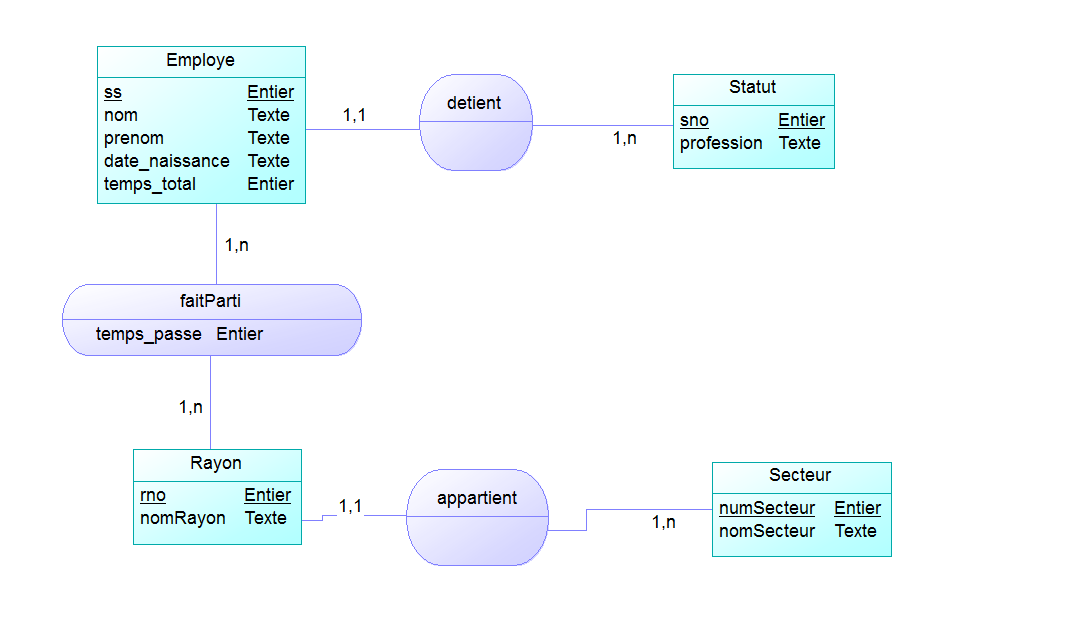 Employe
ss Entier
nom Texte
prenom Texte
date_naissance Texte
temps_total Entier
1,1
detient
1,n
Statut
sno Entier
profession Texte
1,n
faitParti
temps_passe Entier
1,n
Rayon
rno Entier
nomRayon Texte
1,1
appartient
1,n
Secteur
numSecteur Entier
nomSecteur Texte